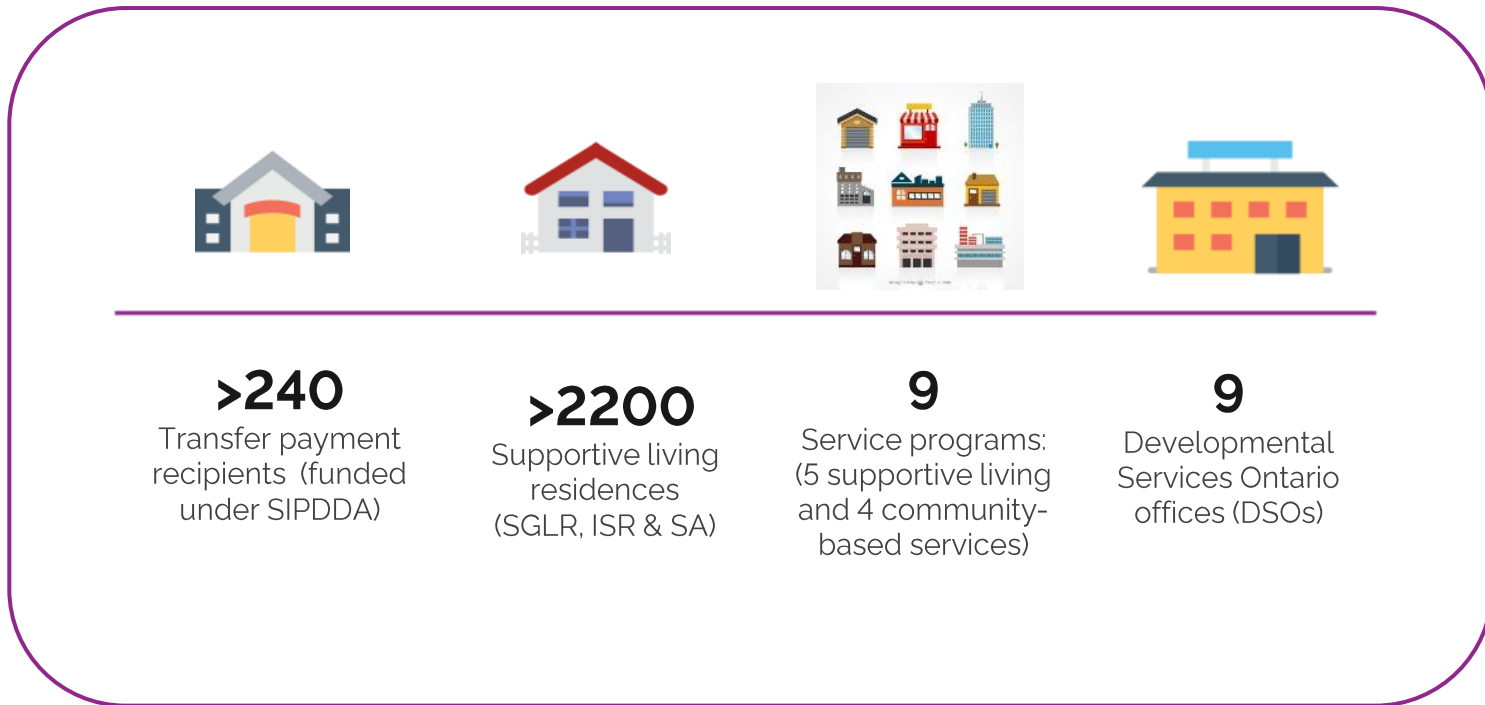 >240
Transfer payment
recipients (funded
under SIPDDA)
>2200
Supportive living
residences
(SGLR, ISR & SA)
9
Service programs:
(5 supportive living
and 4 community-
based services)
9
Developmental
Services Ontario
offices (DSOs)